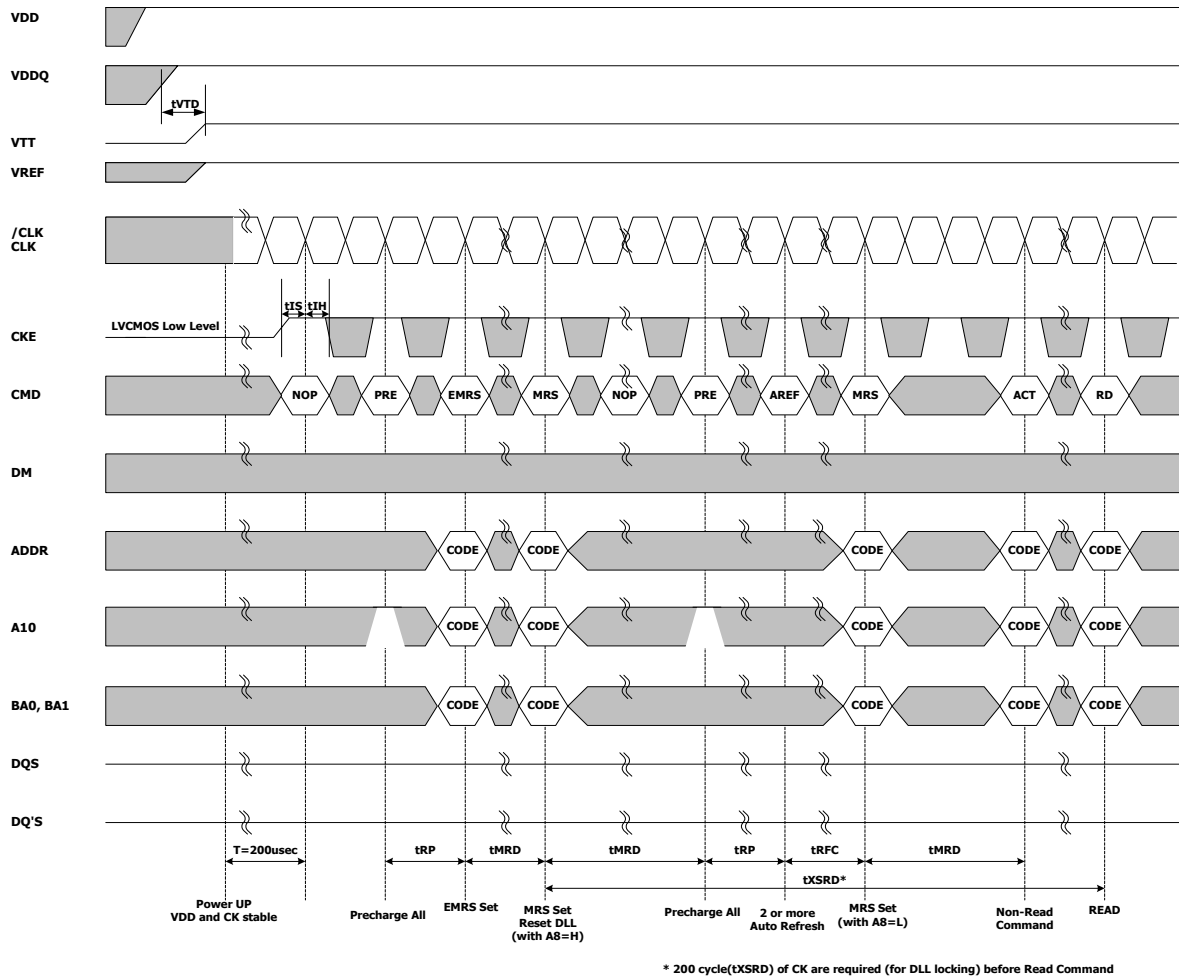 VDD
VDDQ
tVTD
VTT
VREF
/CLK
CLK
tIS tIH
CKE
LVCMOS Low Level
CMD
NOP PRE EMRS MRS NOP PRE AREF MRS ACT RD
DM
ADDR
CODE CODE CODE CODE CODE
A10
CODE CODE CODE CODE CODE
BA0, BA1
CODE CODE CODE CODE CODE
DQS
DQ'S
T=200usec tRP tMRD tMRD tRP tRFC tMRD
tXSRD*
Power UP
VDD and CK stable
Precharge All
EMRS Set
MRS Set
Reset DLL
(with A8=H)
Precharge All
2 or more
Auto Refresh
MRS Set
(with A8=L)
Non-Read
Command
READ
* 200 cycle(tXSRD) of CK are required (for DLL locking) before Read Command